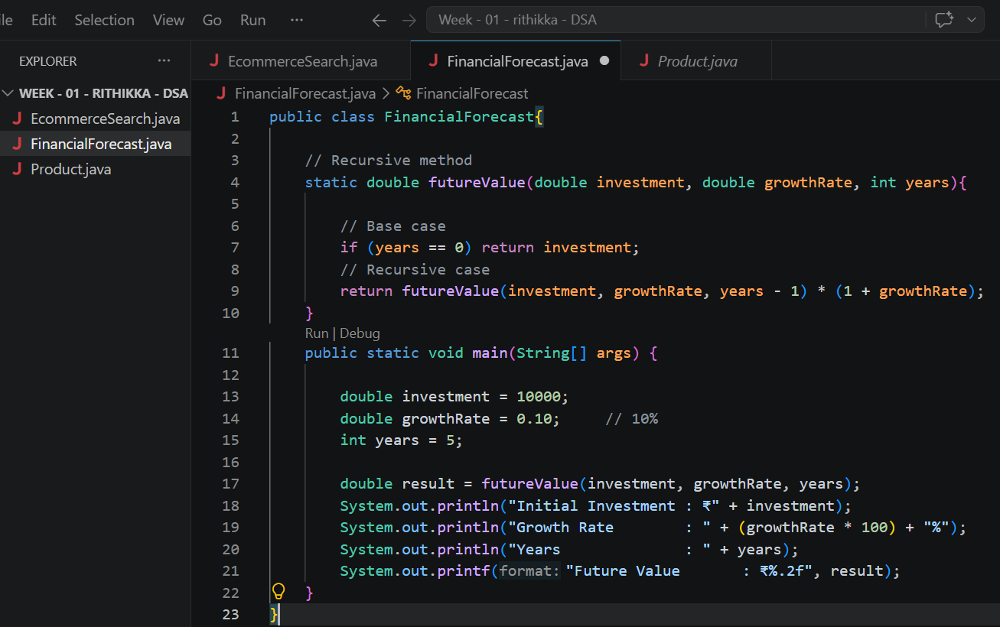 ile Edit Selection View Go Run ··· ← → Week - 01 - rithikka - DSA
EXPLORER ···
WEEK - 01 - RITHIKKA - DSA
EcommerceSearch.java
FinancialForecast.java
Product.java
EcommerceSearch.java FinancialForecast.java ● Product.java
FinancialForecast.java > FinancialForecast
1 public class FinancialForecast{
2
3 // Recursive method
4 static double futureValue(double investment, double growthRate, int years){
5
6 // Base case
7 if (years == 0) return investment;
8 // Recursive case
9 return futureValue(investment, growthRate, years - 1) * (1 + growthRate);
10 }
Run | Debug
11 public static void main(String[] args) {
12
13 double investment = 10000;
14 double growthRate = 0.10;     // 10%
15 int years = 5;
16
17 double result = futureValue(investment, growthRate, years);
18 System.out.println("Initial Investment : ₹" + investment);
19 System.out.println("Growth Rate        : " + (growthRate * 100) + "%");
20 System.out.println("Years              : " + years);
21 System.out.printf(format: "Future Value       : ₹%.2f", result);
22 }
23 }